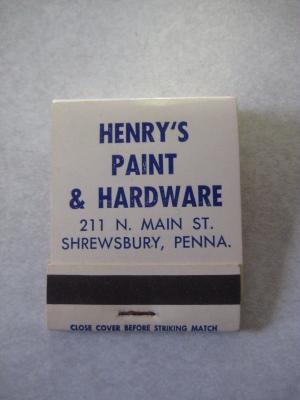 HENRY'S
PAINT
& HARDWARE
211 N. MAIN ST.
SHREWSBURY, PENNA.
CLOSE COVER BEFORE STRIKING MATCH